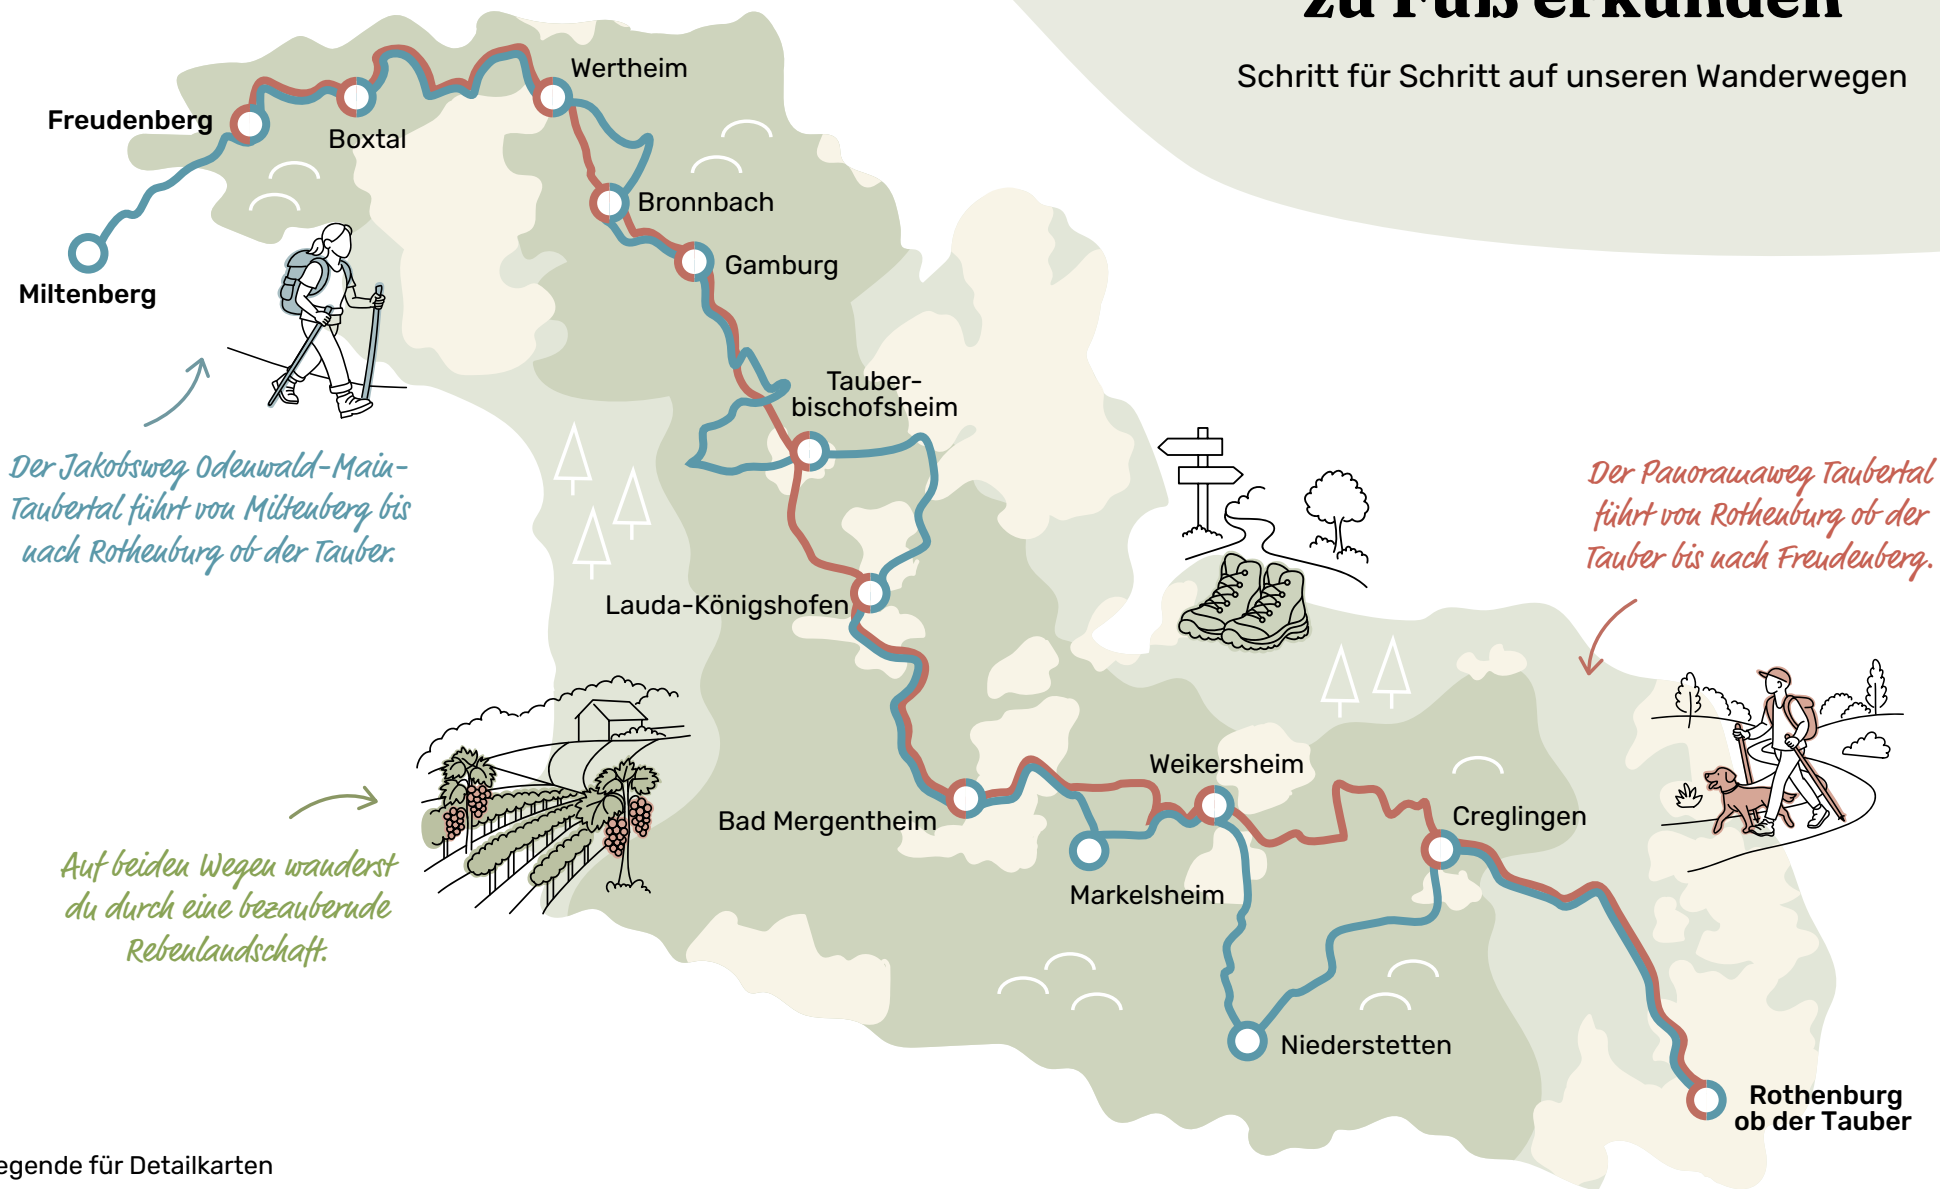 zu Fuß erkunden
Schritt für Schritt auf unseren Wanderwegen
Wertheim
Freudenberg
Boxtal
Bronnbach
Gamburg
Miltenberg
Tauber-
bischofsheim
Der Jakobsweg Odenwald-Main-
Taubertal führt von Miltenberg bis
nach Rothenburg ob der Tauber.
Der Panoramaweg Taubertal
führt von Rothenburg ob der
Tauber bis nach Freudenberg.
Lauda-Königshofen
Weikersheim
Bad Mergentheim
Creglingen
Markelsheim
Auf beiden Wegen wanderst
du durch eine bezaubernde
Rebenlandschaft.
Niederstetten
Rothenburg
ob der Tauber
egende für Detailkarten